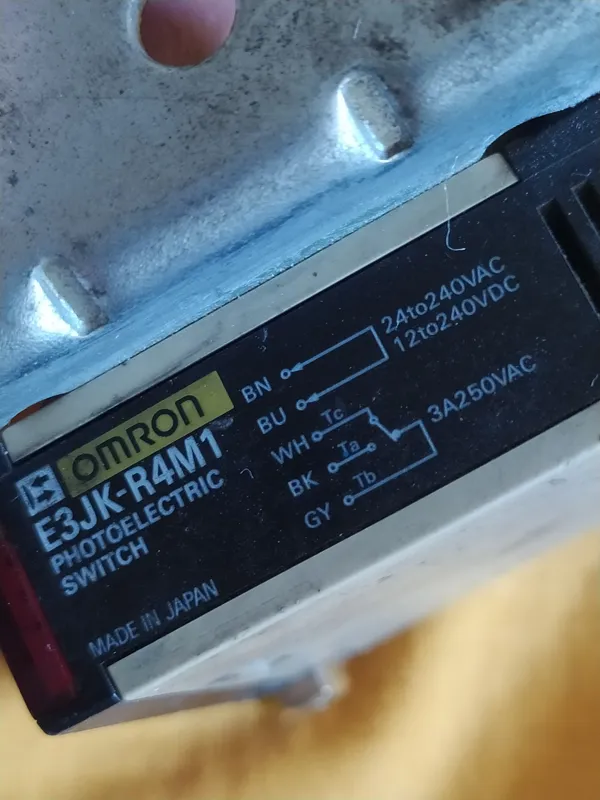 OMRON
E3JK-R4M1
PHOTOELECTRIC
SWITCH
MADE IN JAPAN
BN
BU
24to240VAC
12to240VDC
WH Tc
BK Ta
GY Tb
3A250VAC